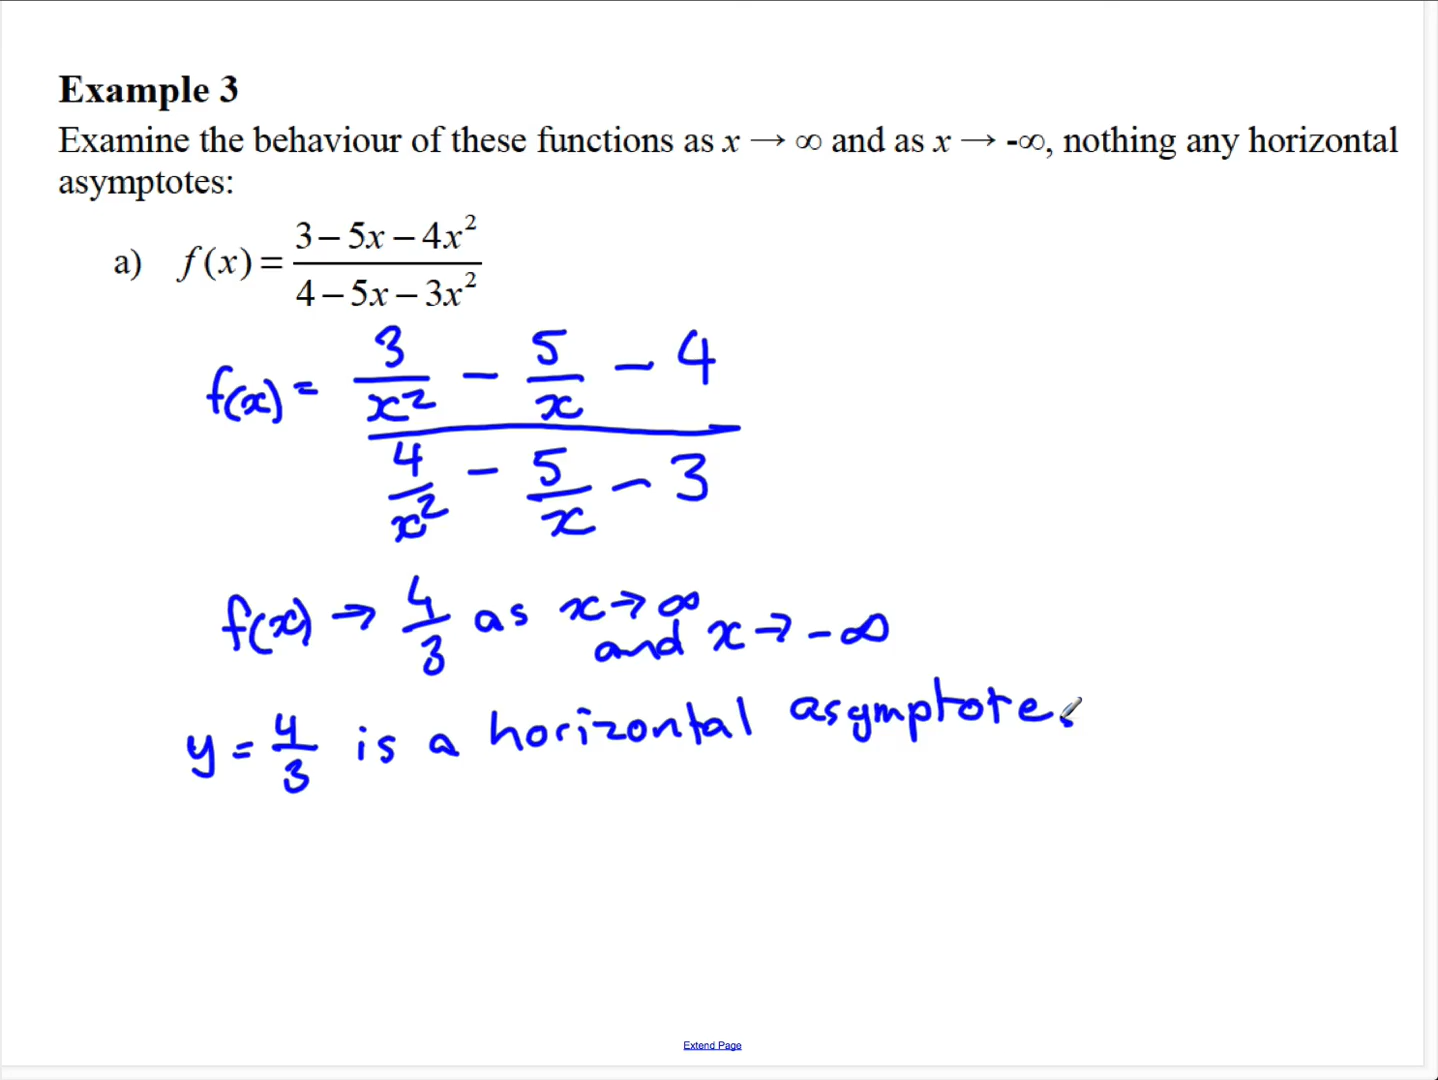 Example 3
Examine the behaviour of these functions as x → ∞ and as x → -∞, nothing any horizontal
asymptotes:
a) f(x) = (3 – 5x – 4x²)/(4 – 5x – 3x²)
f(x) = (3/x² – 5/x – 4)/(4/x² – 5/x – 3)
f(x) → 4/3 as x → ∞
and x → -∞
y = 4/3 is a horizontal asymptote.
Extend Page